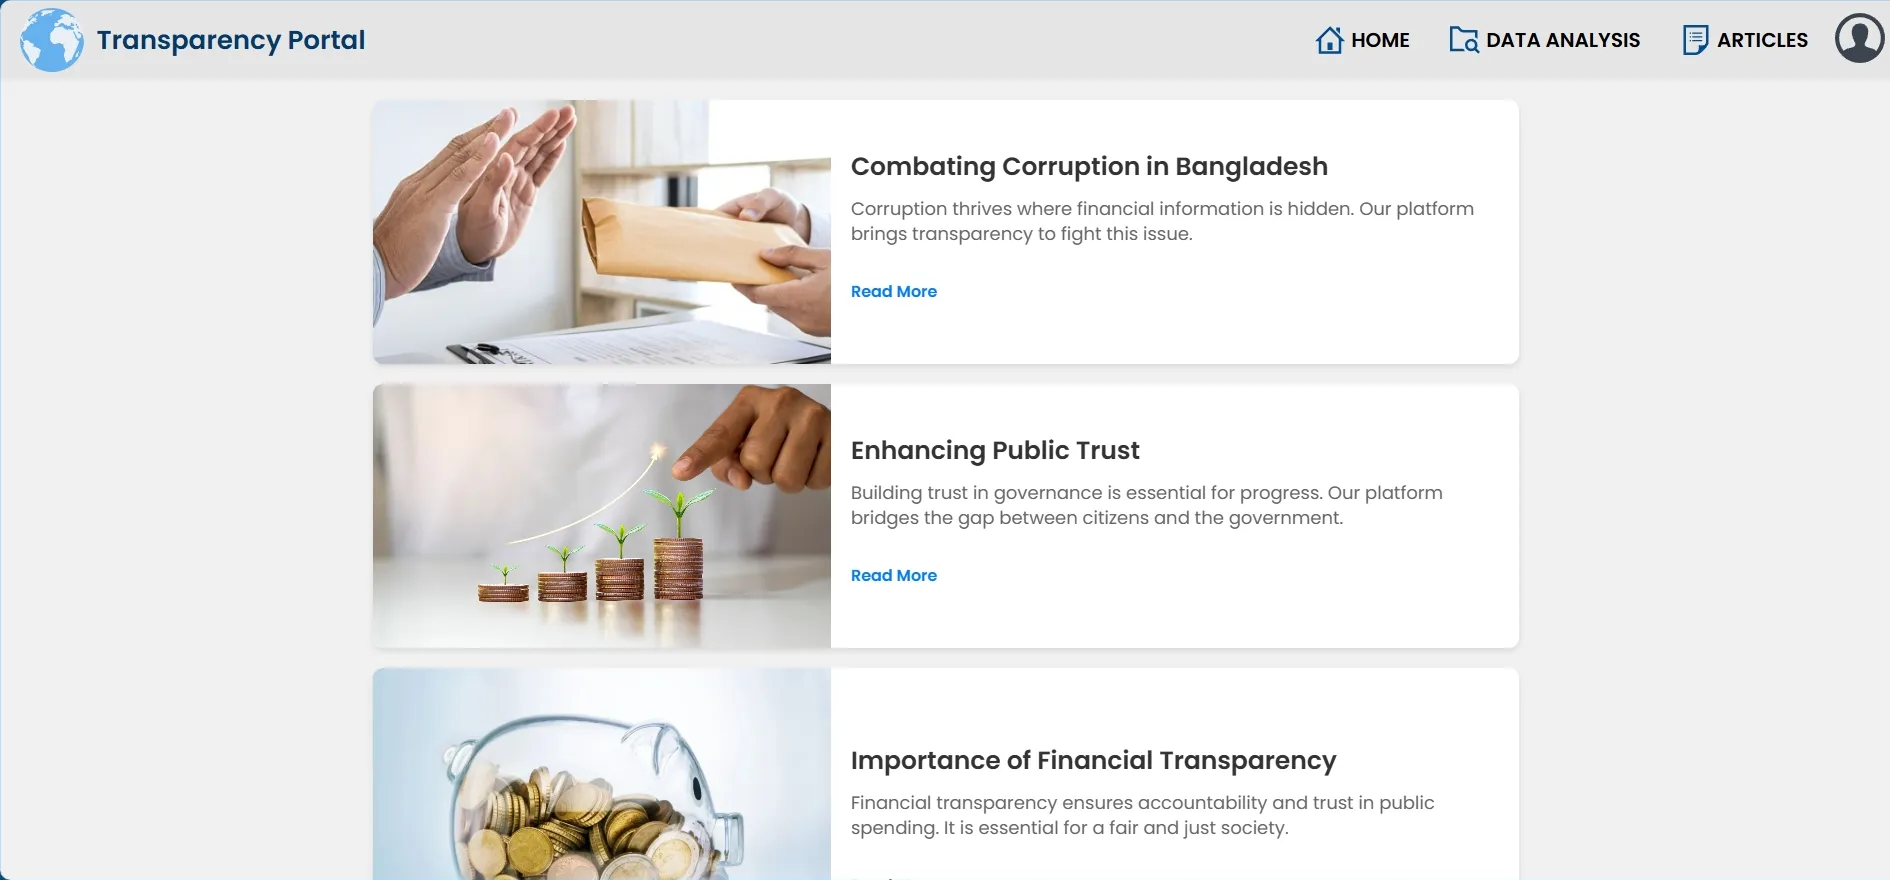 Transparency Portal
HOME
DATA ANALYSIS
ARTICLES
Combating Corruption in Bangladesh
Corruption thrives where financial information is hidden. Our platform
brings transparency to fight this issue.
Read More
Enhancing Public Trust
Building trust in governance is essential for progress. Our platform
bridges the gap between citizens and the government.
Read More
Importance of Financial Transparency
Financial transparency ensures accountability and trust in public
spending. It is essential for a fair and just society.